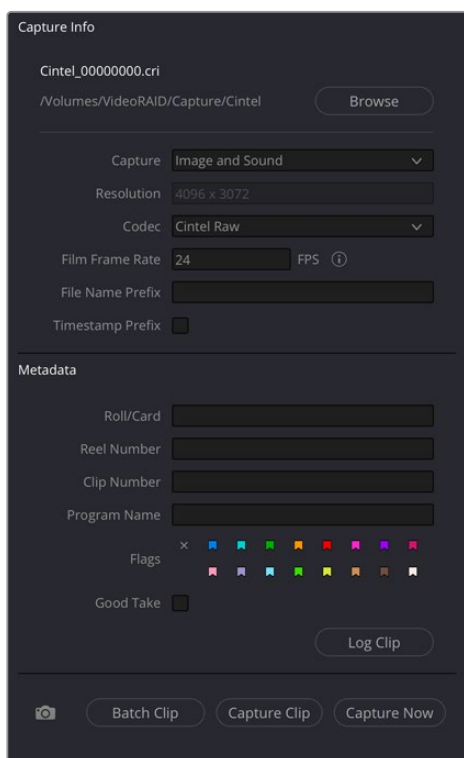 Capture Info
Cintel_00000000.cri
/Volumes/VideoRAID/Capture/Cintel
Browse
Capture Image and Sound
Resolution 4096 x 3072
Codec Cintel Raw
Film Frame Rate 24 FPS
File Name Prefix
Timestamp Prefix
Metadata
Roll/Card
Reel Number
Clip Number
Program Name
Flags
Good Take
Log Clip
Batch Clip Capture Clip Capture Now